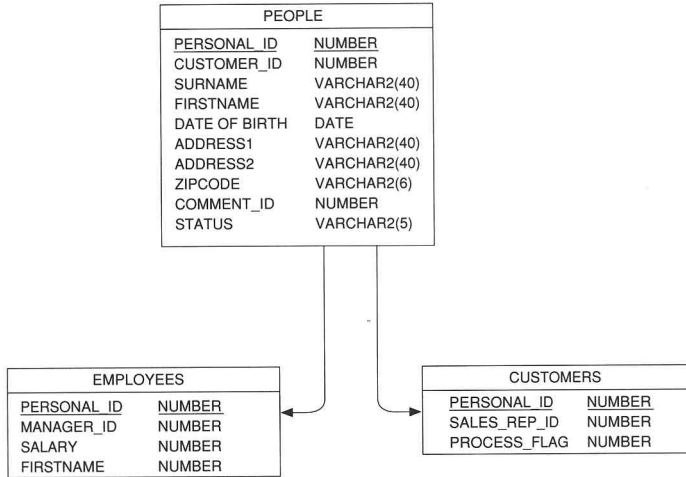 PEOPLE
PERSONAL_ID NUMBER
CUSTOMER_ID NUMBER
SURNAME VARCHAR2(40)
FIRSTNAME VARCHAR2(40)
DATE OF BIRTH DATE
ADDRESS1 VARCHAR2(40)
ADDRESS2 VARCHAR2(40)
ZIPCODE VARCHAR2(6)
COMMENT_ID NUMBER
STATUS VARCHAR2(5)
EMPLOYEES
PERSONAL_ID NUMBER
MANAGER_ID NUMBER
SALARY NUMBER
FIRSTNAME NUMBER
CUSTOMERS
PERSONAL_ID NUMBER
SALES_REP_ID NUMBER
PROCESS_FLAG NUMBER